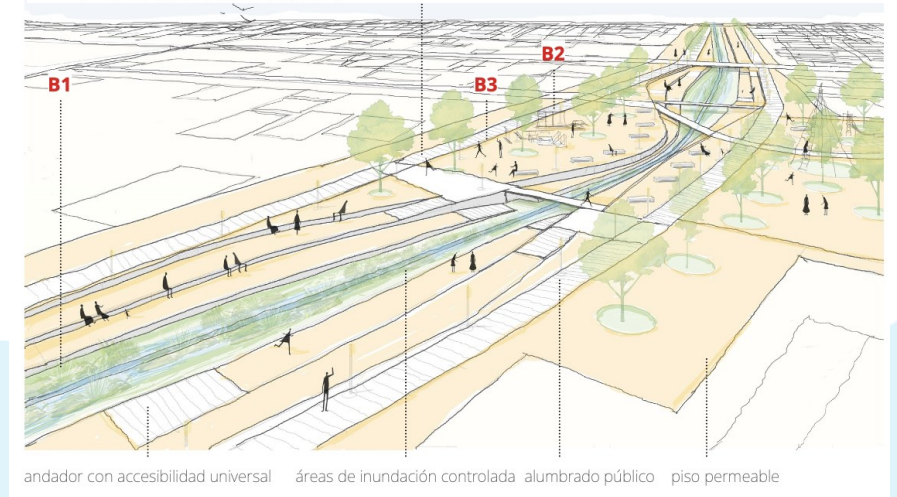 B2
B1
B3
andador con accesibilidad universal
áreas de inundación controlada
alumbrado público
piso permeable